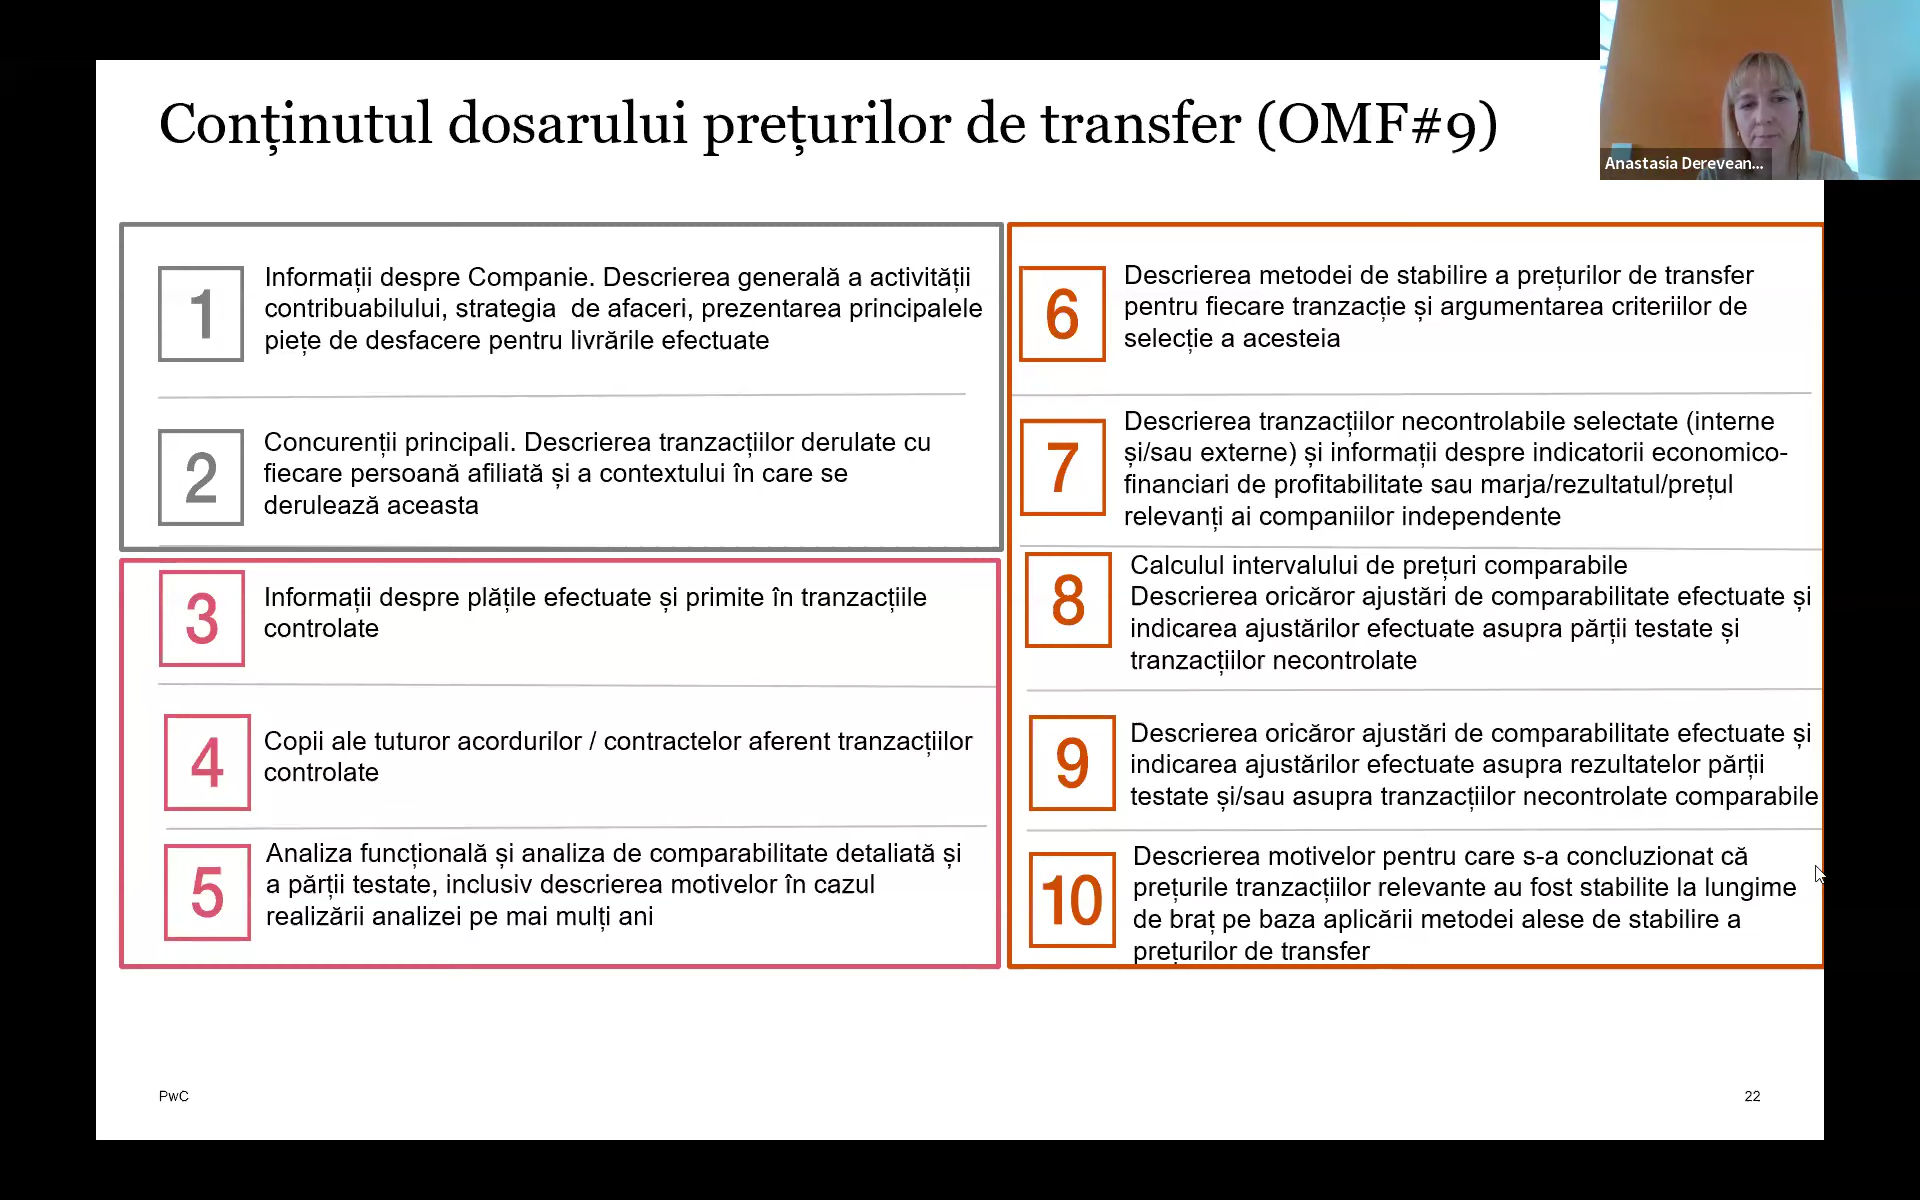 Conținutul dosarului prețurilor de transfer (OMF#9)
Anastasia Derevean...
1
Informații despre Companie. Descrierea generală a activității
contribuabilului, strategia  de afaceri, prezentarea principalele
piețe de desfacere pentru livrările efectuate
2
Concurenții principali. Descrierea tranzacțiilor derulate cu
fiecare persoană afiliată și a contextului în care se
derulează aceasta
3
Informații despre plățile efectuate și primite în tranzacțiile
controlate
4
Copii ale tuturor acordurilor / contractelor aferent tranzacțiilor
controlate
5
Analiza funcțională și analiza de comparabilitate detaliată și
a părții testate, inclusiv descrierea motivelor în cazul
realizării analizei pe mai mulți ani
6
Descrierea metodei de stabilire a prețurilor de transfer
pentru fiecare tranzacție și argumentarea criteriilor de
selecție a acesteia
7
Descrierea tranzacțiilor necontrolabile selectate (interne
și/sau externe) și informații despre indicatorii economico-
financiari de profitabilitate sau marja/rezultatul/prețul
relevanți ai companiilor independente
8
Calculul intervalului de prețuri comparabile
Descrierea oricăror ajustări de comparabilitate efectuate și
indicarea ajustărilor efectuate asupra părții testate și
tranzacțiilor necontrolate
9
Descrierea oricăror ajustări de comparabilitate efectuate și
indicarea ajustărilor efectuate asupra rezultatelor părții
testate și/sau asupra tranzacțiilor necontrolate comparabile
10
Descrierea motivelor pentru care s-a concluzionat că
prețurile tranzacțiilor relevante au fost stabilite la lungime
de braț pe baza aplicării metodei alese de stabilire a
prețurilor de transfer
PwC
22